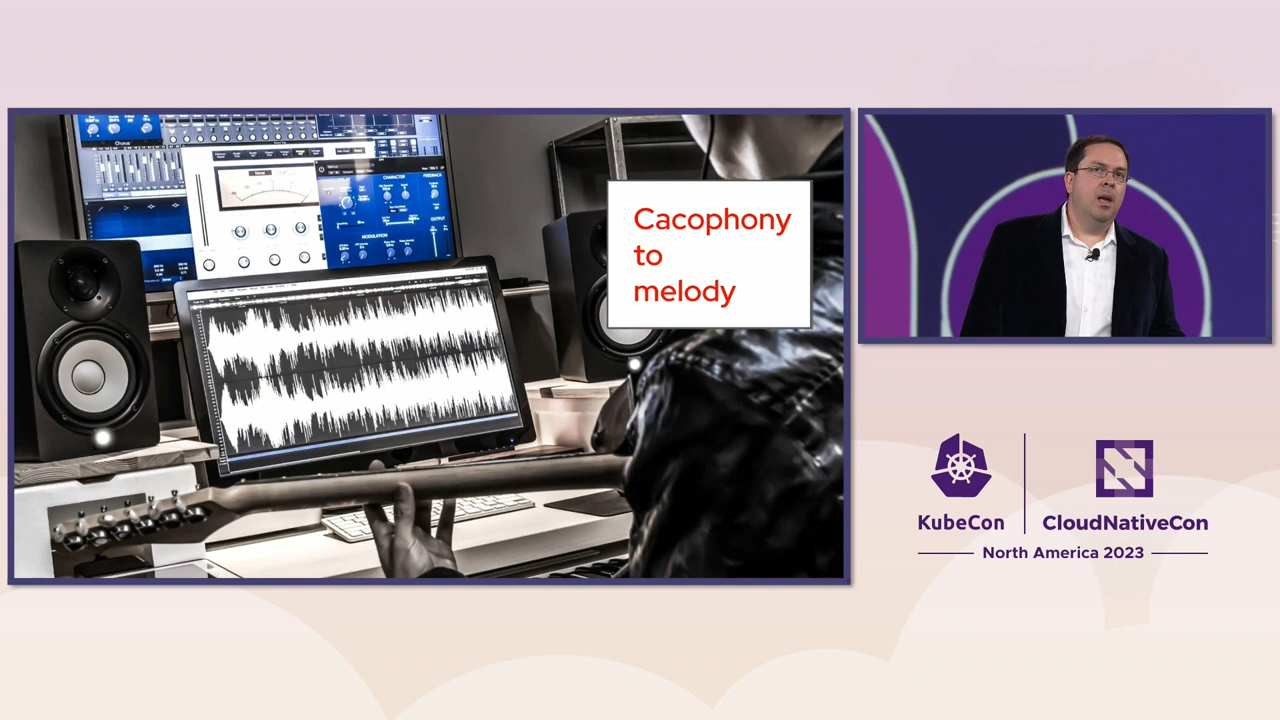 Cacophony
to
melody
KubeCon
CloudNativeCon
North America 2023